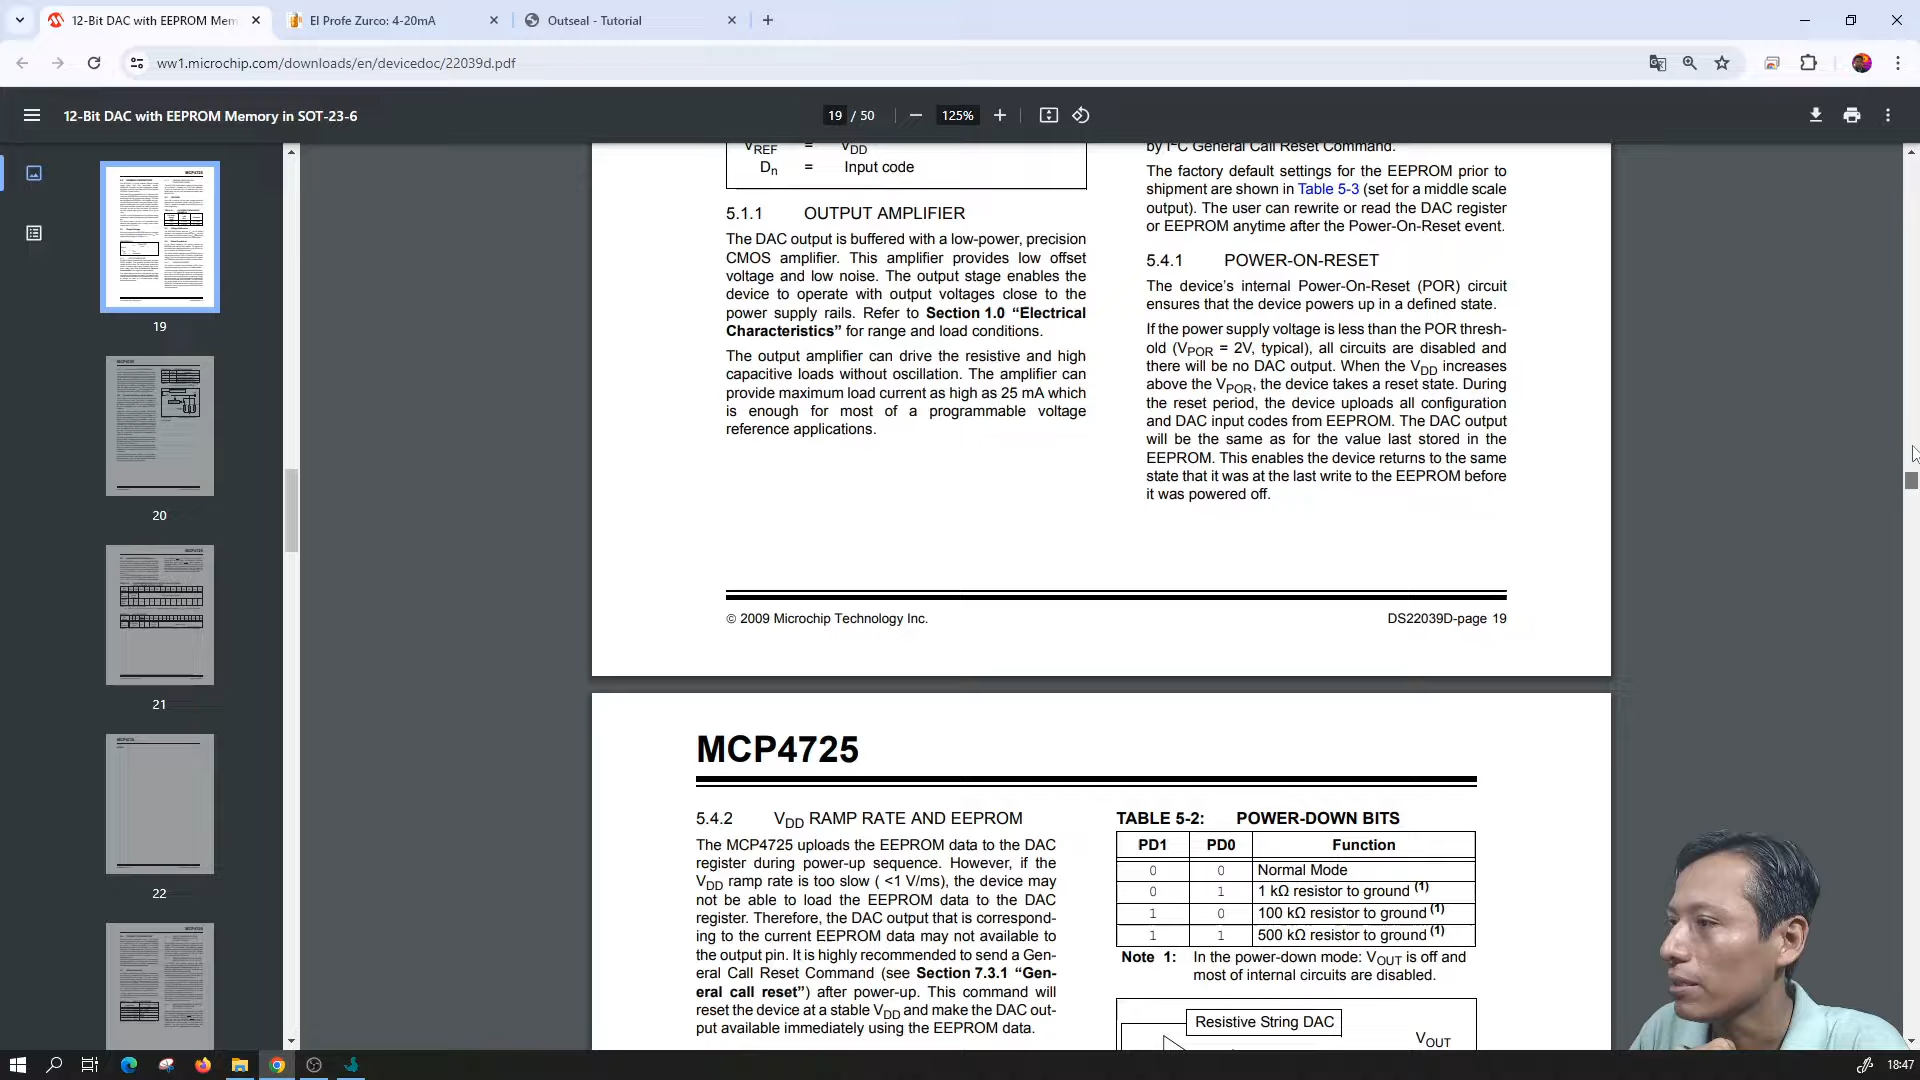 12-Bit DAC with EEPROM Mem
El Profe Zurco: 4-20mA
Outseal - Tutorial
ww1.microchip.com/downloads/en/devicedoc/22039d.pdf
12-Bit DAC with EEPROM Memory in SOT-23-6
19 / 50
125%
19
20
21
22
VREF = VDD
Dn = Input code
5.1.1 OUTPUT AMPLIFIER
The DAC output is buffered with a low-power, precision
CMOS amplifier. This amplifier provides low offset
voltage and low noise. The output stage enables the
device to operate with output voltages close to the
power supply rails. Refer to Section 1.0 “Electrical
Characteristics” for range and load conditions.
The output amplifier can drive the resistive and high
capacitive loads without oscillation. The amplifier can
provide maximum load current as high as 25 mA which
is enough for most of a programmable voltage
reference applications.
by I²C General Call Reset Command.
The factory default settings for the EEPROM prior to
shipment are shown in Table 5-3 (set for a middle scale
output). The user can rewrite or read the DAC register
or EEPROM anytime after the Power-On-Reset event.
5.4.1 POWER-ON-RESET
The device’s internal Power-On-Reset (POR) circuit
ensures that the device powers up in a defined state.
If the power supply voltage is less than the POR thresh-
old (VPOR = 2V, typical), all circuits are disabled and
there will be no DAC output. When the VDD increases
above the VPOR, the device takes a reset state. During
the reset period, the device uploads all configuration
and DAC input codes from EEPROM. The DAC output
will be the same as for the value last stored in the
EEPROM. This enables the device returns to the same
state that it was at the last write to the EEPROM before
it was powered off.
© 2009 Microchip Technology Inc.
DS22039D-page 19
MCP4725
5.4.2 VDD RAMP RATE AND EEPROM
The MCP4725 uploads the EEPROM data to the DAC
register during power-up sequence. However, if the
VDD ramp rate is too slow ( <1 V/ms), the device may
not be able to load the EEPROM data to the DAC
register. Therefore, the DAC output that is correspond-
ing to the current EEPROM data may not available to
the output pin. It is highly recommended to send a Gen-
eral Call Reset Command (see Section 7.3.1 “Gen-
eral call reset”) after power-up. This command will
reset the device at a stable VDD and make the DAC out-
put available immediately using the EEPROM data.
TABLE 5-2: POWER-DOWN BITS
PD1 PD0 Function
0 0 Normal Mode
0 1 1 kΩ resistor to ground (1)
1 0 100 kΩ resistor to ground (1)
1 1 500 kΩ resistor to ground (1)
Note 1: In the power-down mode: VOUT is off and
most of internal circuits are disabled.
Resistive String DAC
VOUT
18:47